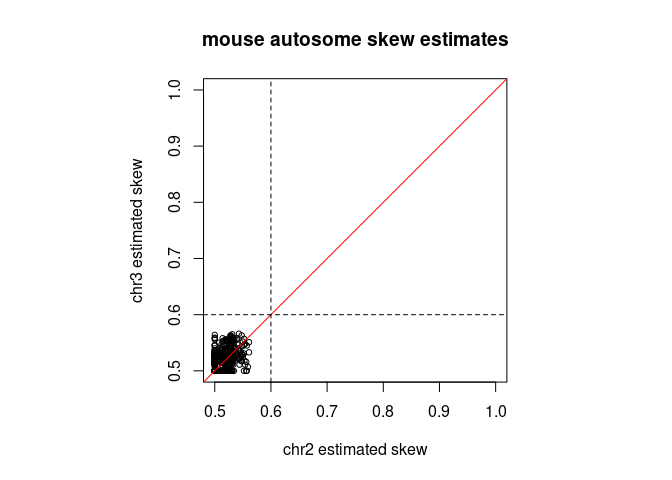 mouse autosome skew estimates
1.0
0.9
0.8
0.7
0.6
0.5
chr3 estimated skew
0.5 0.6 0.7 0.8 0.9 1.0
chr2 estimated skew